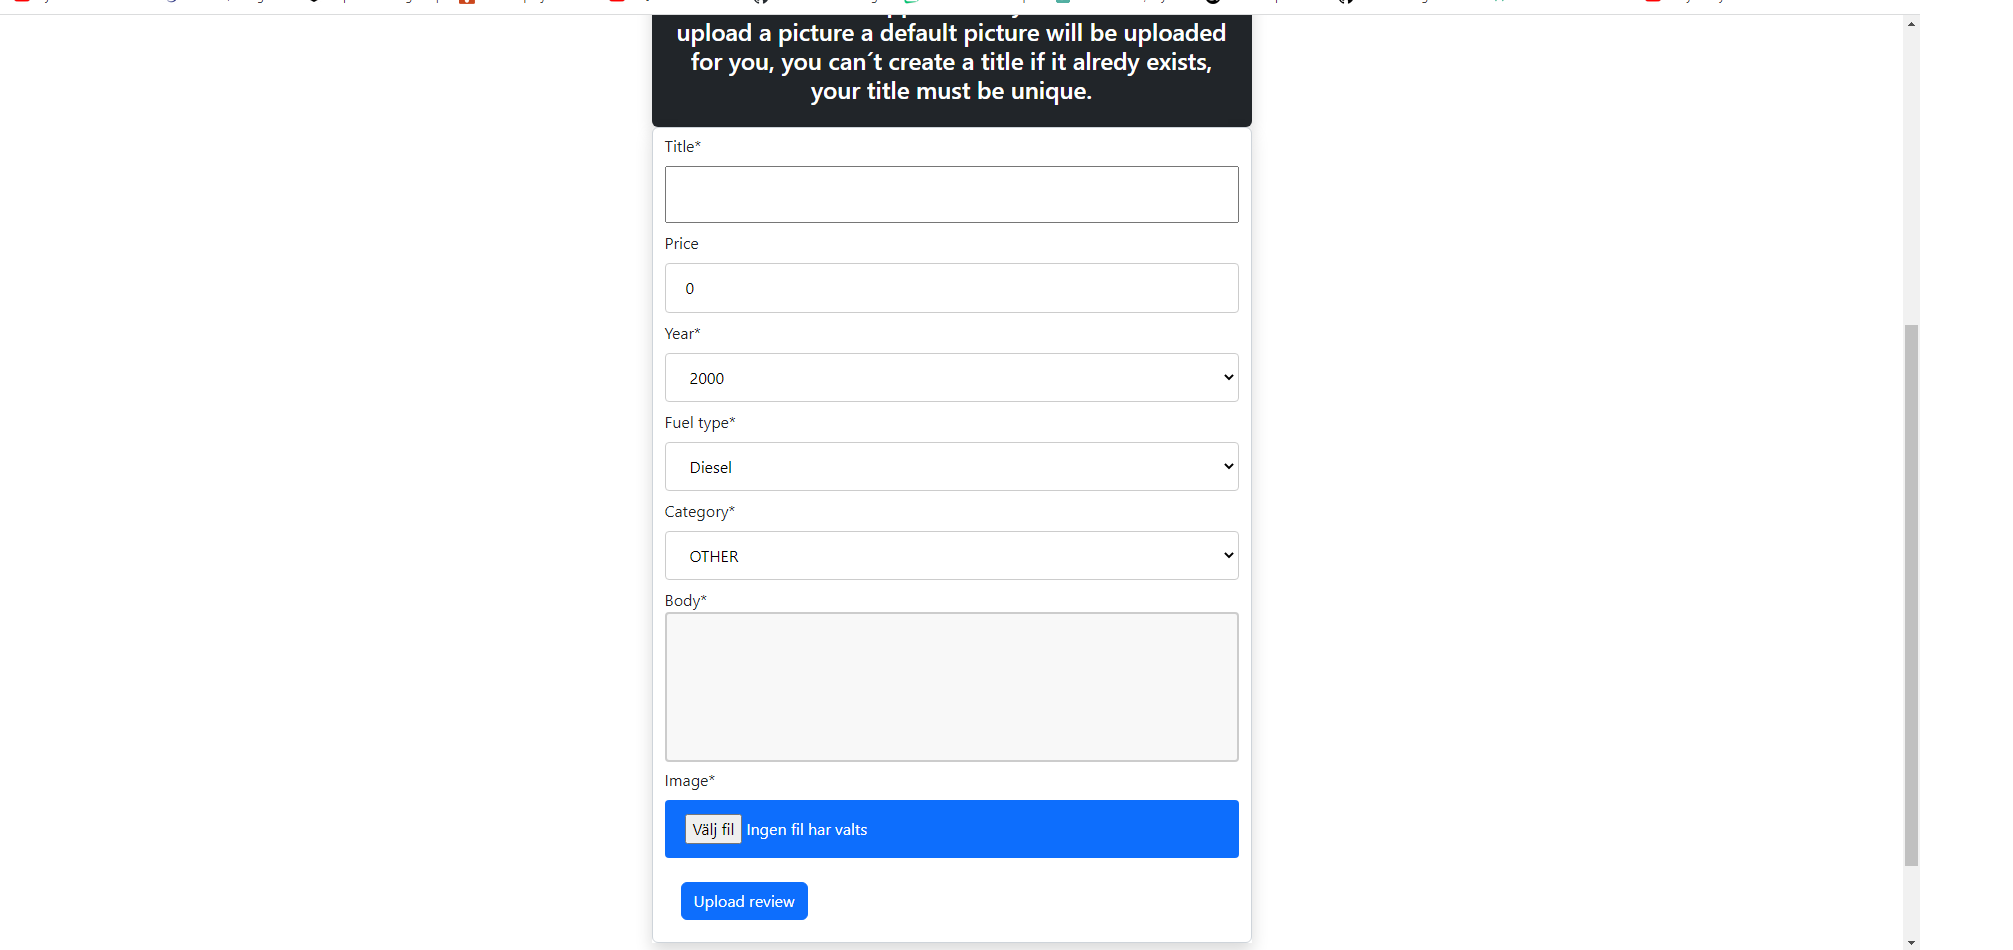 upload a picture a default picture will be uploaded
for you, you can´t create a title if it alredy exists,
your title must be unique.
Title*
Price
0
Year*
2000
Fuel type*
Diesel
Category*
OTHER
Body*
Image*
Välj fil Ingen fil har valts
Upload review